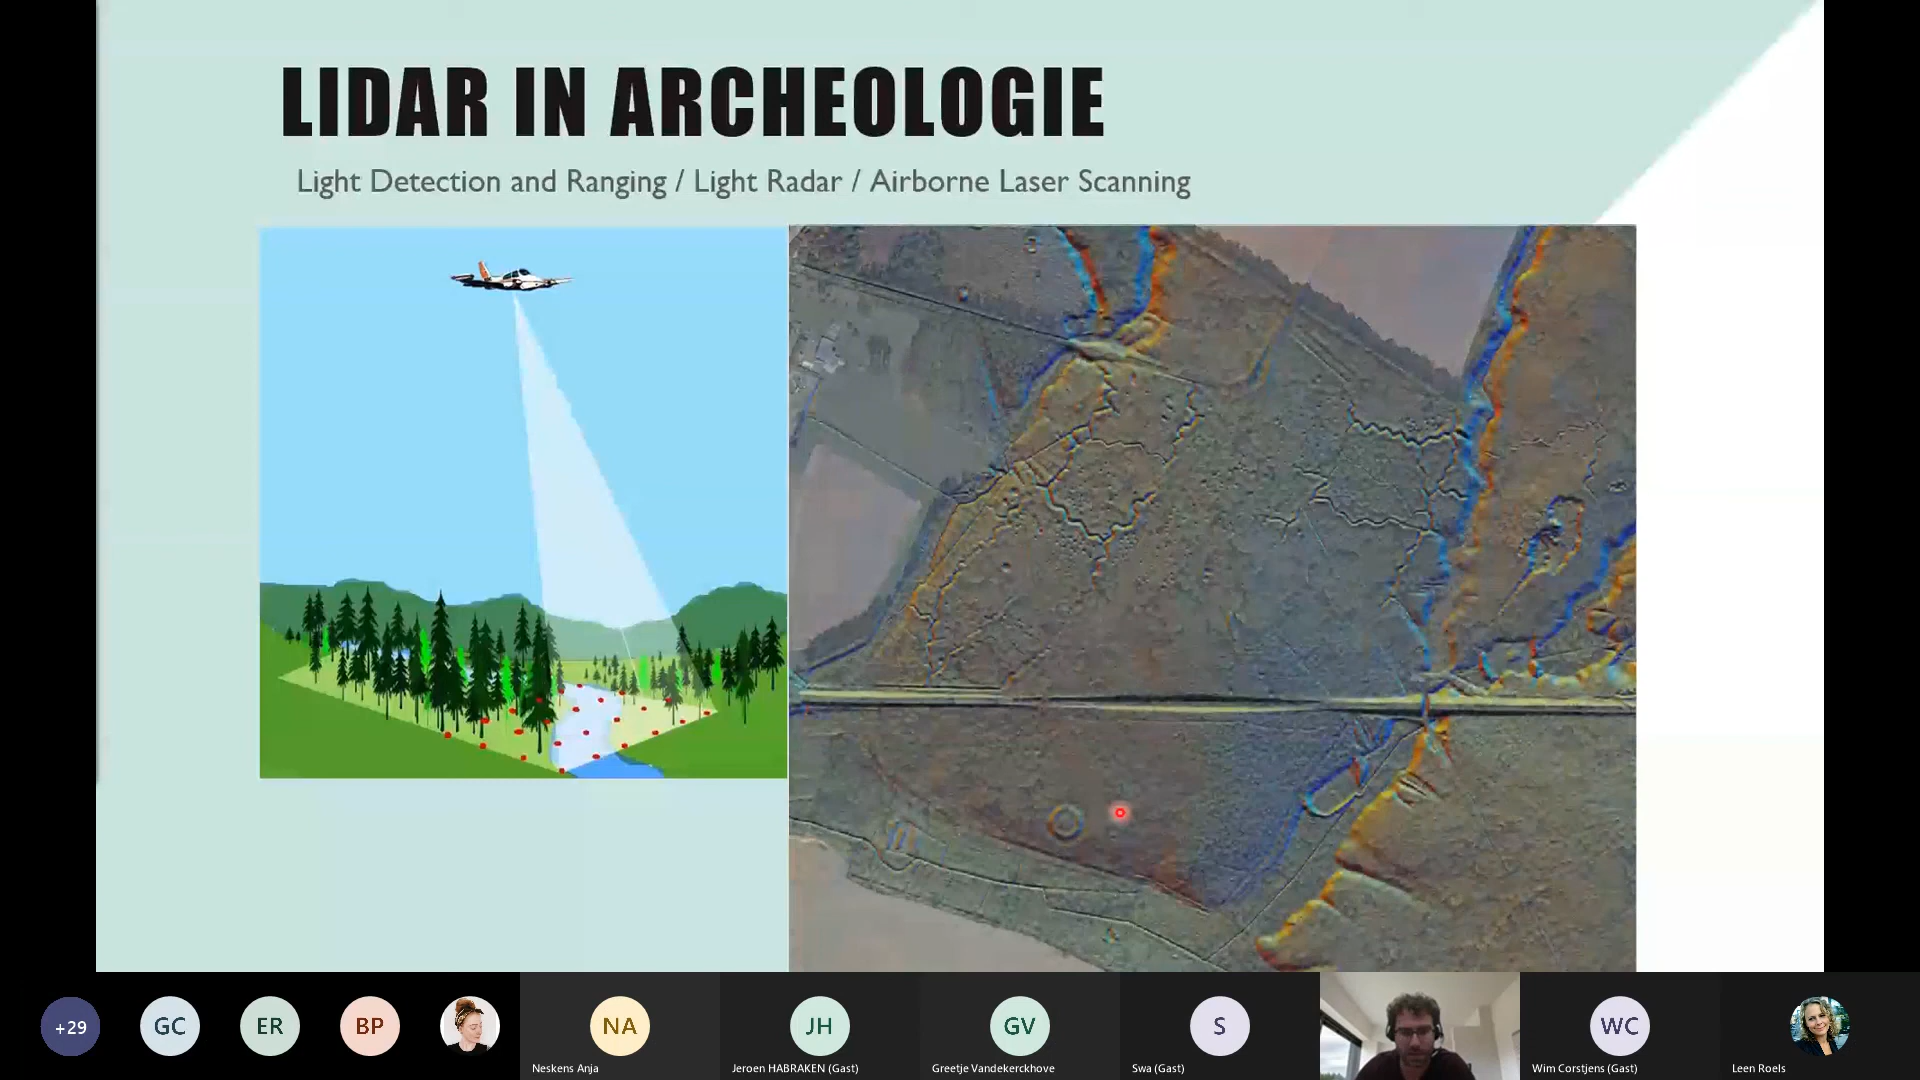 LIDAR IN ARCHEOLOGIE
Light Detection and Ranging / Light Radar / Airborne Laser Scanning
+29
GC
ER
BP
NA
JH
GV
S
WC
Neskens Anja
Jeroen HABRAKEN (Gast)
Greetje Vandekerckhove
Swa (Gast)
Wim Corstjens (Gast)
Leen Roels